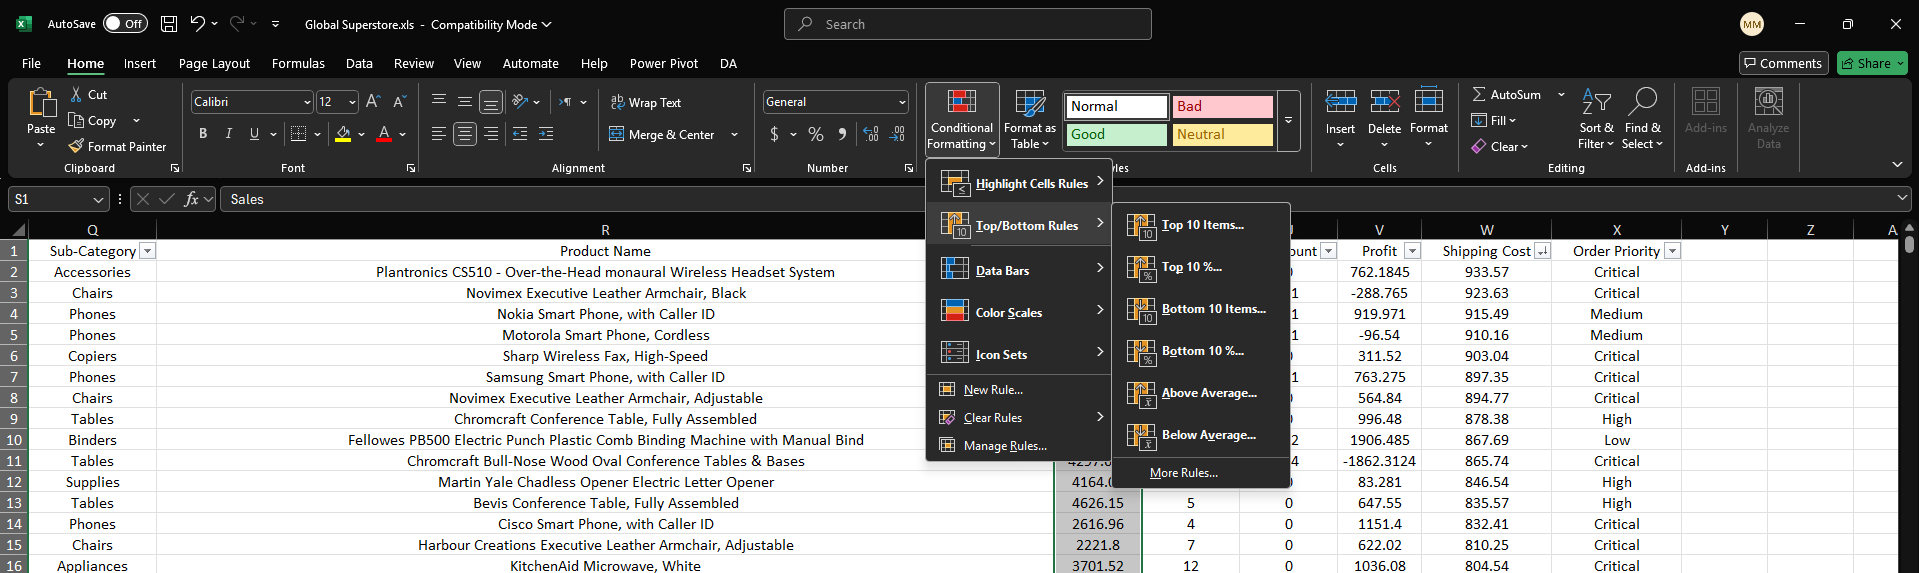 AutoSave Off Global Superstore.xls - Compatibility Mode Search MM
File Home Insert Page Layout Formulas Data Review View Automate Help Power Pivot DA Comments Share
Paste Cut Copy Format Painter Clipboard
Calibri 12 B I U A Font
ab Wrap Text Merge & Center Alignment
General $ % 9 Number
Conditional Formatting Format as Table Normal Bad Good Neutral
Insert Delete Format Cells
AutoSum Fill Clear Sort & Filter Find & Select Editing
Add-ins Add-ins
Analyze Data
S1 fx Sales
Highlight Cells Rules
Top/Bottom Rules
Data Bars
Color Scales
Icon Sets
New Rule...
Clear Rules
Manage Rules...
Top 10 Items...
Top 10 %...
Bottom 10 Items...
Bottom 10 %...
Above Average...
Below Average...
More Rules...
Q R V W X Y Z
1 Sub-Category Product Name Profit Shipping Cost Order Priority
2 Accessories Plantronics CS510 - Over-the-Head monaural Wireless Headset System 762.1845 933.57 Critical
3 Chairs Novimex Executive Leather Armchair, Black -288.765 923.63 Critical
4 Phones Nokia Smart Phone, with Caller ID 919.971 915.49 Medium
5 Phones Motorola Smart Phone, Cordless -96.54 910.16 Medium
6 Copiers Sharp Wireless Fax, High-Speed 311.52 903.04 Critical
7 Phones Samsung Smart Phone, with Caller ID 763.275 897.35 Critical
8 Chairs Novimex Executive Leather Armchair, Adjustable 564.84 894.77 Critical
9 Tables Chromcraft Conference Table, Fully Assembled 996.48 878.38 High
10 Binders Fellowes PB500 Electric Punch Plastic Comb Binding Machine with Manual Bind 1906.485 867.69 Low
11 Tables Chromcraft Bull-Nose Wood Oval Conference Tables & Bases -1862.3124 865.74 Critical
12 Supplies Martin Yale Chadless Opener Electric Letter Opener 83.281 846.54 High
13 Tables Bevis Conference Table, Fully Assembled 4626.15 5 0 647.55 835.57 High
14 Phones Cisco Smart Phone, with Caller ID 2616.96 4 0 1151.4 832.41 Critical
15 Chairs Harbour Creations Executive Leather Armchair, Adjustable 2221.8 7 0 622.02 810.25 Critical
16 Appliances KitchenAid Microwave, White 3701.52 12 0 1036.08 804.54 Critical